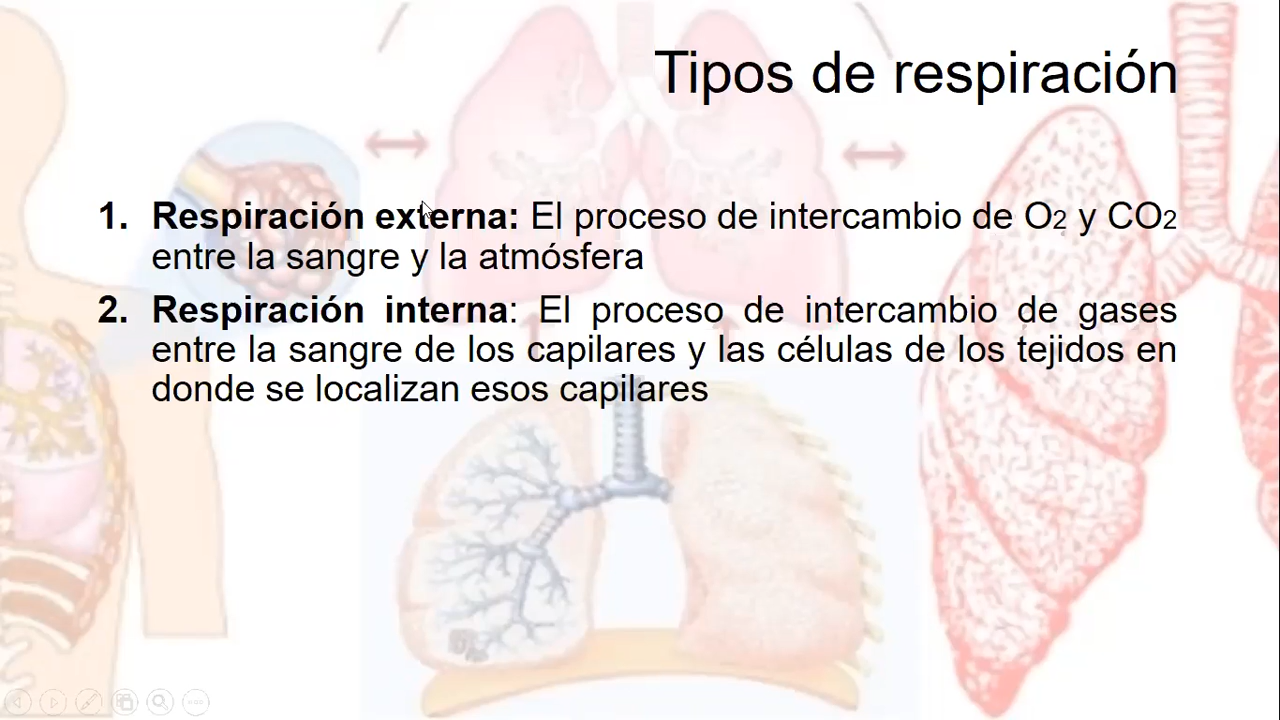 Tipos de respiración
1. Respiración externa: El proceso de intercambio de O2 y CO2
entre la sangre y la atmósfera
2. Respiración interna: El proceso de intercambio de gases
entre la sangre de los capilares y las células de los tejidos en
donde se localizan esos capilares